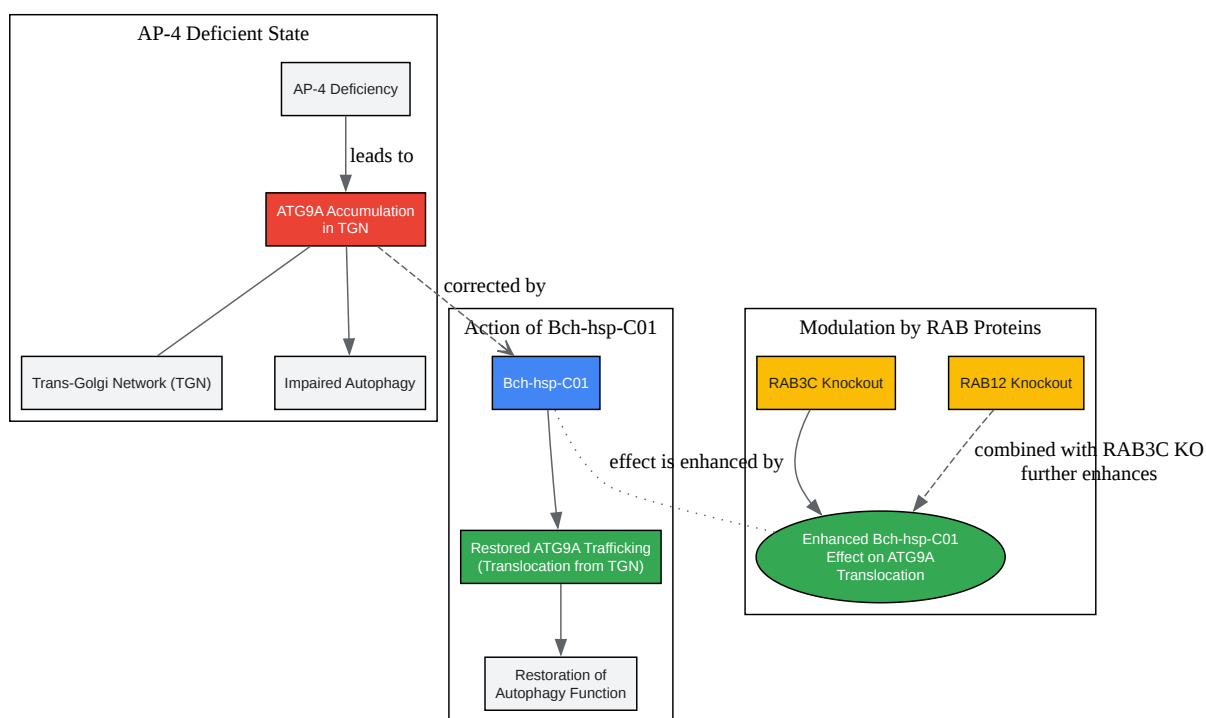 AP-4 Deficient State
AP-4 Deficiency
leads to
ATG9A Accumulation
in TGN
Trans-Golgi Network (TGN)
Impaired Autophagy
corrected by
Action of Bch-hsp-C01
Bch-hsp-C01
effect is enhanced by
Restored ATG9A Trafficking
(Translocation from TGN)
Restoration of
Autophagy Function
Modulation by RAB Proteins
RAB3C Knockout
RAB12 Knockout
combined with RAB3C KO
further enhances
Enhanced Bch-hsp-C01
Effect on ATG9A
Translocation